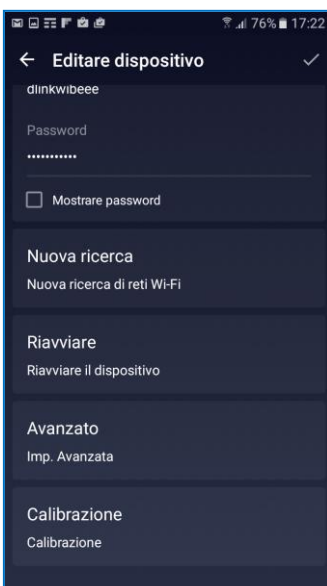 76% 17:22
Editare dispositivo
dlinkwibeee
Password
•••••••••••
Mostrare password
Nuova ricerca
Nuova ricerca di reti Wi-Fi
Riavviare
Riavviare il dispositivo
Avanzato
Imp. Avanzata
Calibrazione
Calibrazione